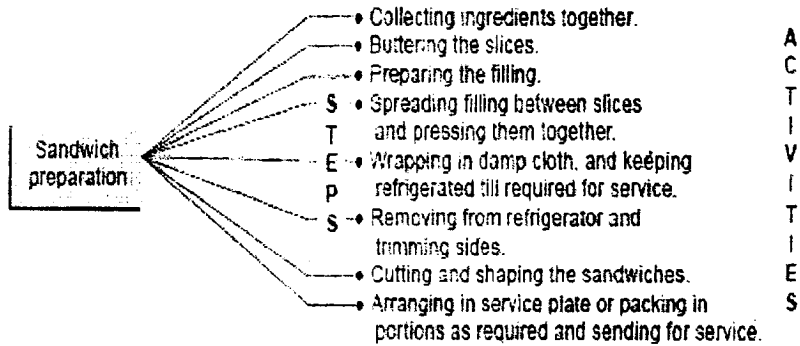 Sandwich
preparation
STEPS
Collecting ingredients together.
Buttering the slices.
Preparing the filling.
Spreading filling between slices
and pressing them together.
Wrapping in damp cloth, and keeping
refrigerated till required for service.
Removing from refrigerator and
trimming sides.
Cutting and shaping the sandwiches.
Arranging in service plate or packing in
portions as required and sending for service.
ACTIVITIES